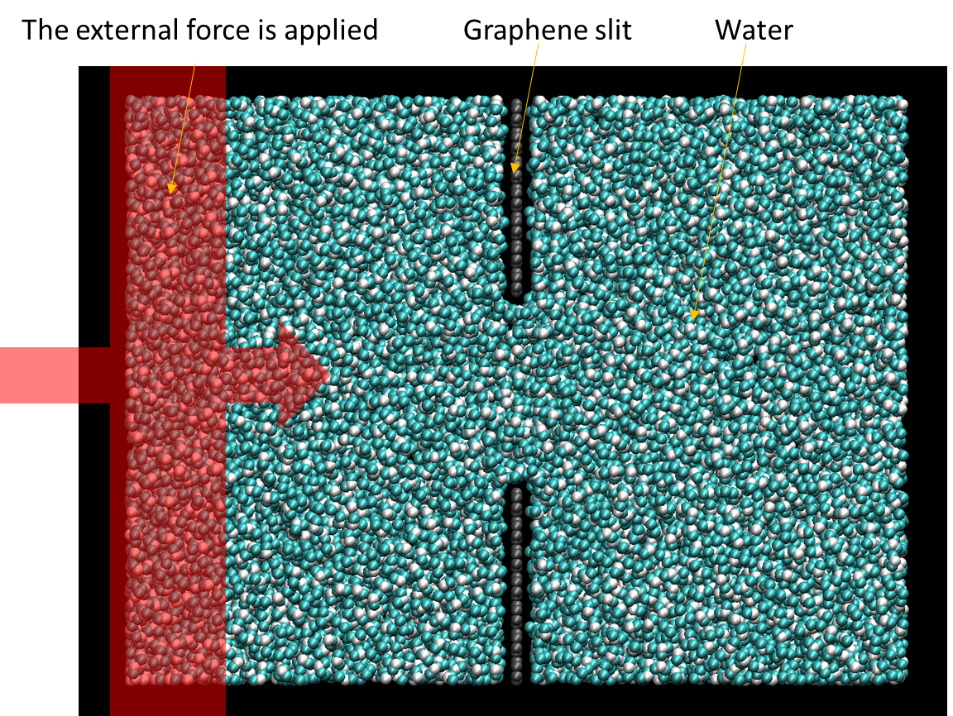 The external force is applied
Graphene slit
Water